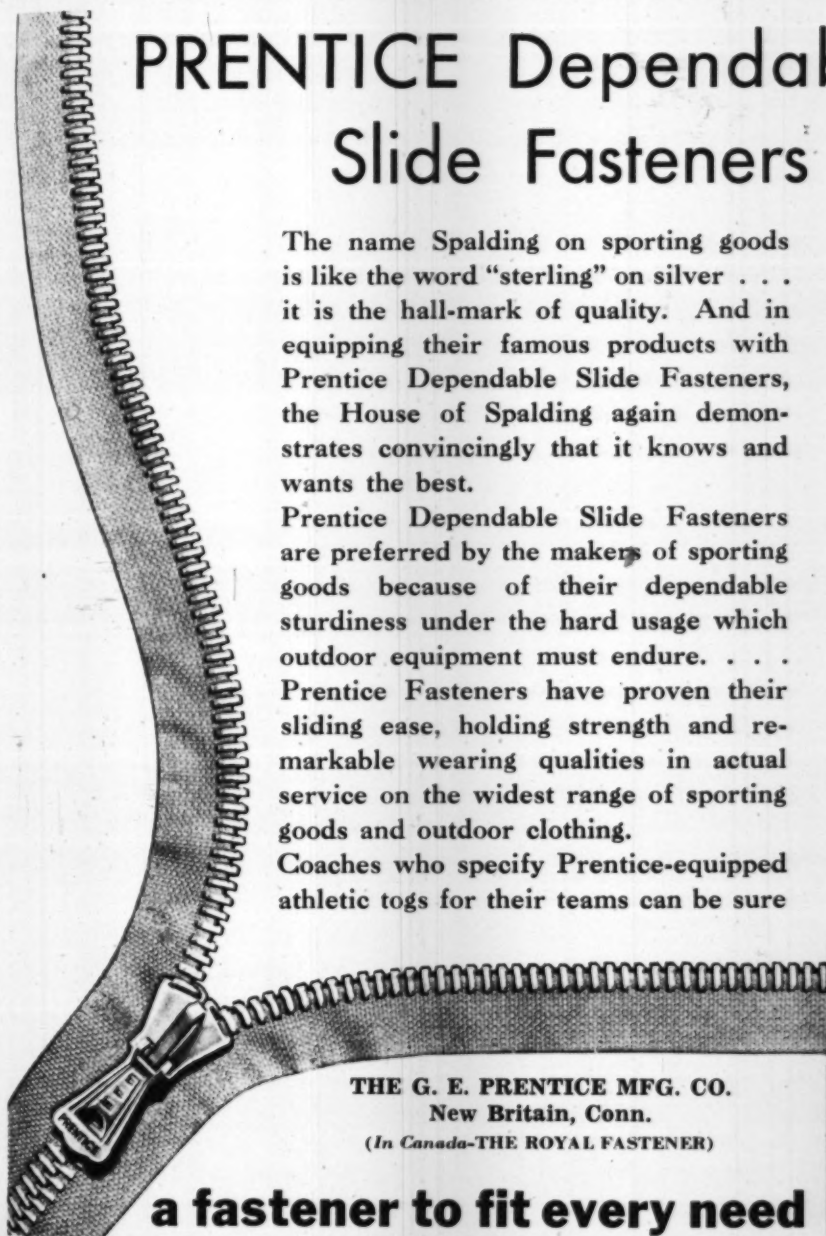 PRENTICE Dependab
Slide Fasteners
The name Spalding on sporting goods
is like the word “sterling” on silver . . .
it is the hall-mark of quality. And in
equipping their famous products with
Prentice Dependable Slide Fasteners,
the House of Spalding again demon-
strates convincingly that it knows and
wants the best.
Prentice Dependable Slide Fasteners
are preferred by the makers of sporting
goods because of their dependable
sturdiness under the hard usage which
outdoor equipment must endure. . . .
Prentice Fasteners have proven their
sliding ease, holding strength and re-
markable wearing qualities in actual
service on the widest range of sporting
goods and outdoor clothing.
Coaches who specify Prentice-equipped
athletic togs for their teams can be sure
PRENTICE
THE G. E. PRENTICE MFG. CO.
New Britain, Conn.
(In Canada-THE ROYAL FASTENER)
a fastener to fit every need